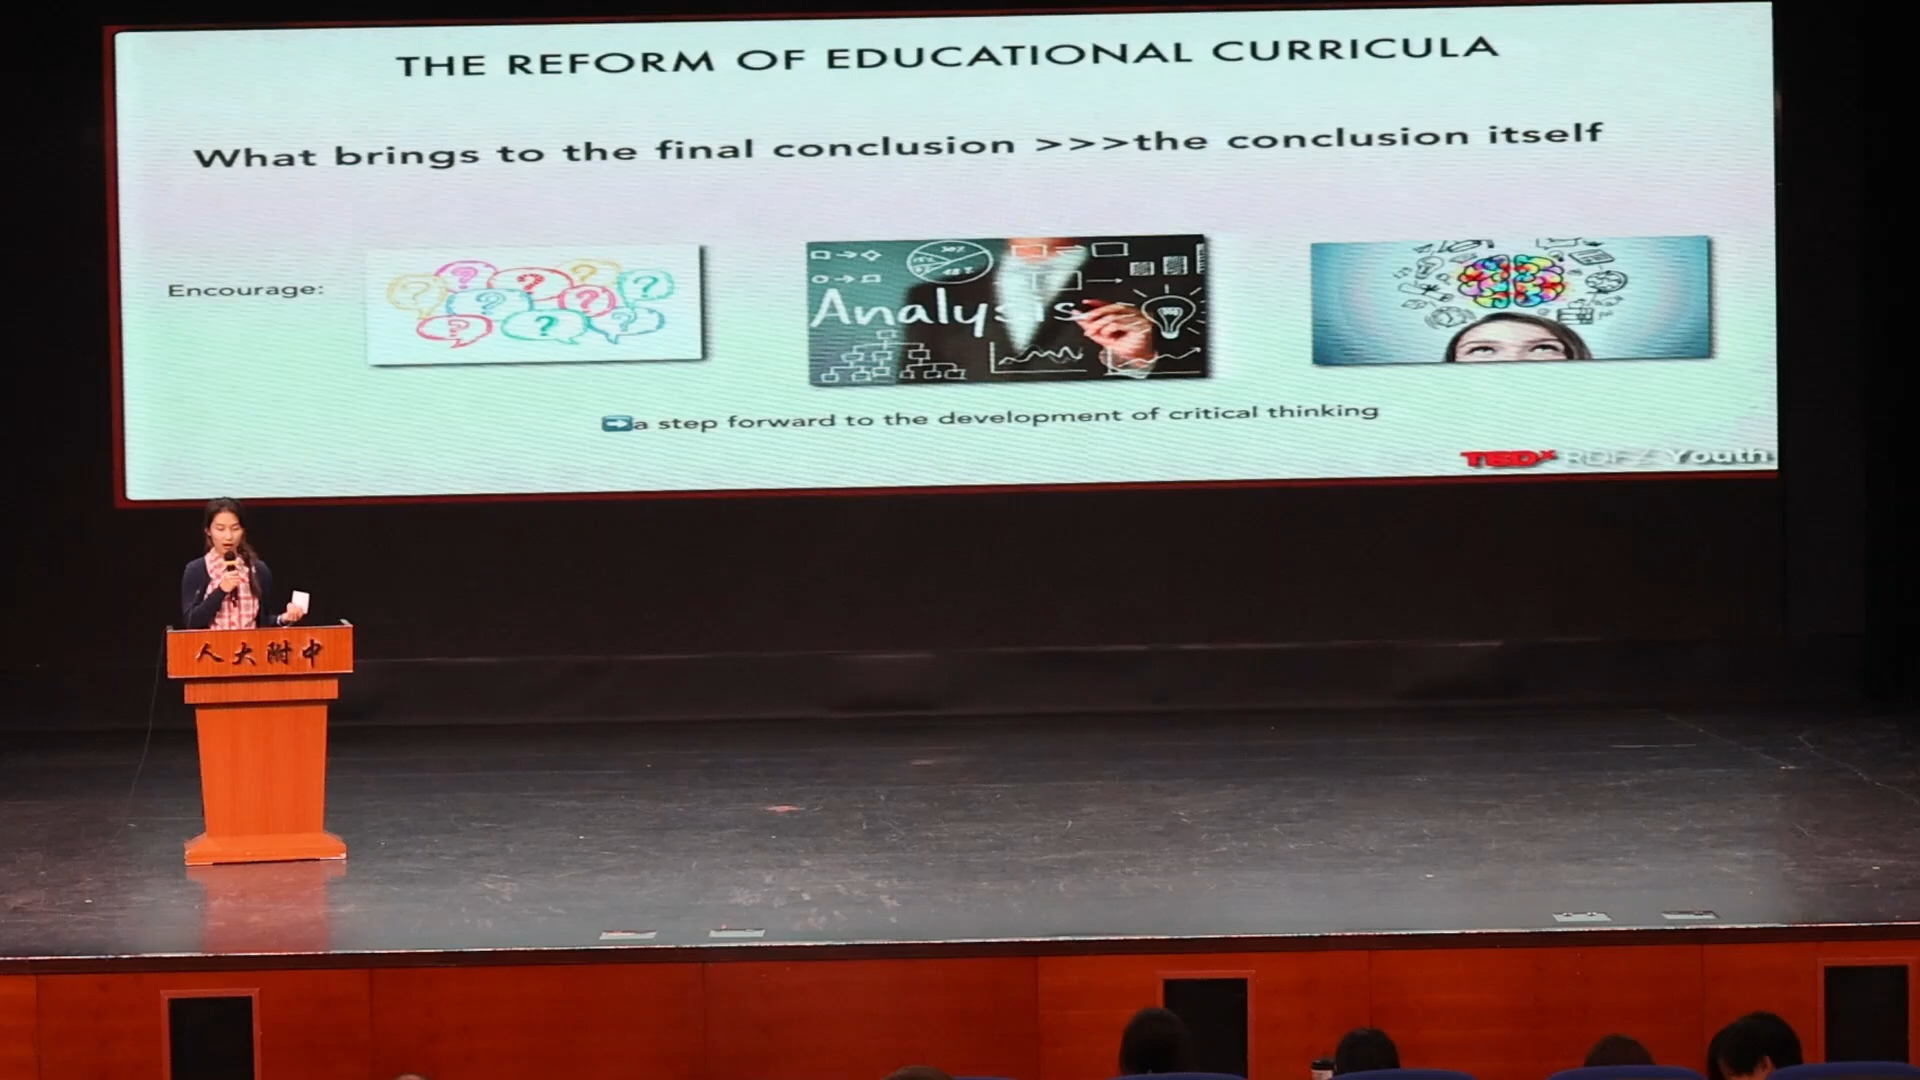 THE REFORM OF EDUCATIONAL CURRICULA
What brings to the final conclusion >>>the conclusion itself
Encourage:
Analysis
a step forward to the development of critical thinking
TEDx RDFZ Youth
人大附中